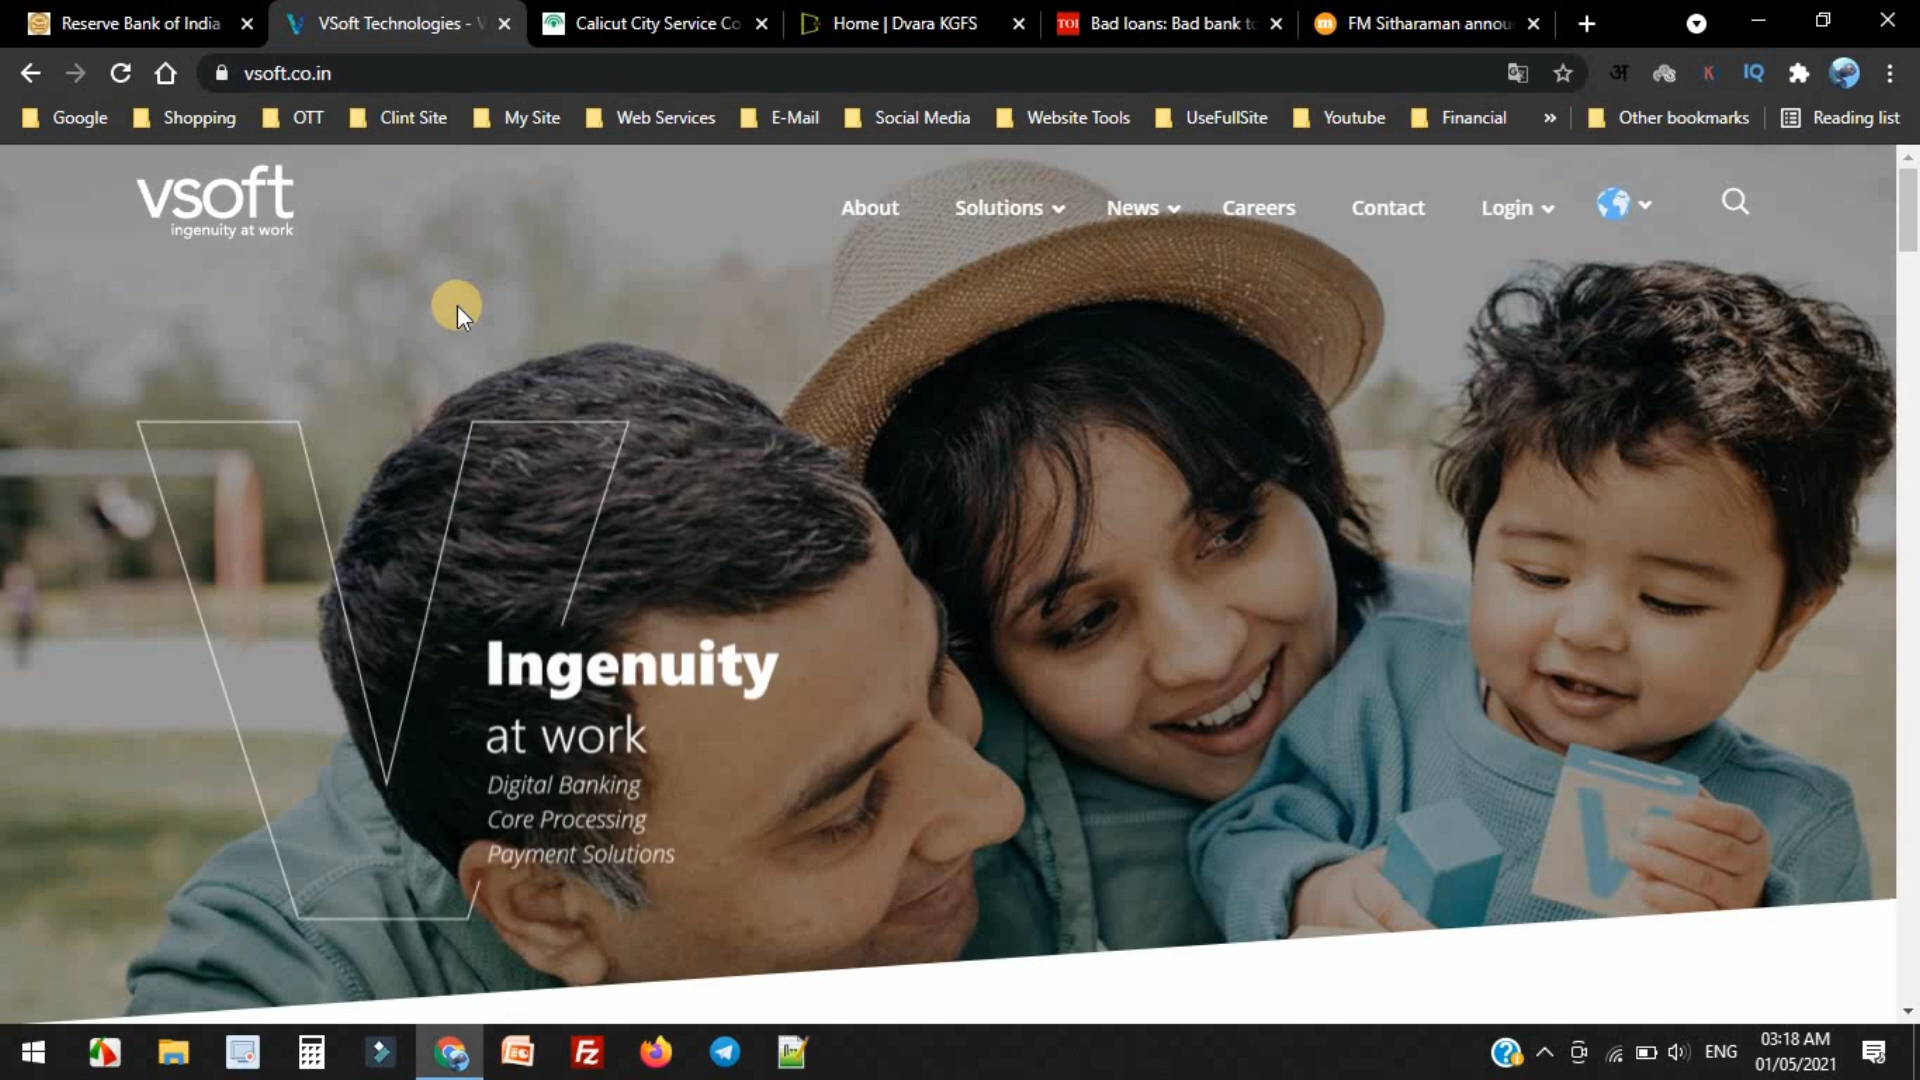 Reserve Bank of India
VSoft Technologies - V
Calicut City Service Co
Home | Dvara KGFS
TOI Bad loans: Bad bank to
FM Sitharaman annou
vsoft.co.in
अ
K
IQ
Google
Shopping
OTT
Clint Site
My Site
Web Services
E-Mail
Social Media
Website Tools
UseFullSite
Youtube
Financial
»
Other bookmarks
Reading list
vsoft
ingenuity at work
About
Solutions
News
Careers
Contact
Login
Ingenuity
at work
Digital Banking
Core Processing
Payment Solutions
V
Fz
ENG
03:18 AM
01/05/2021